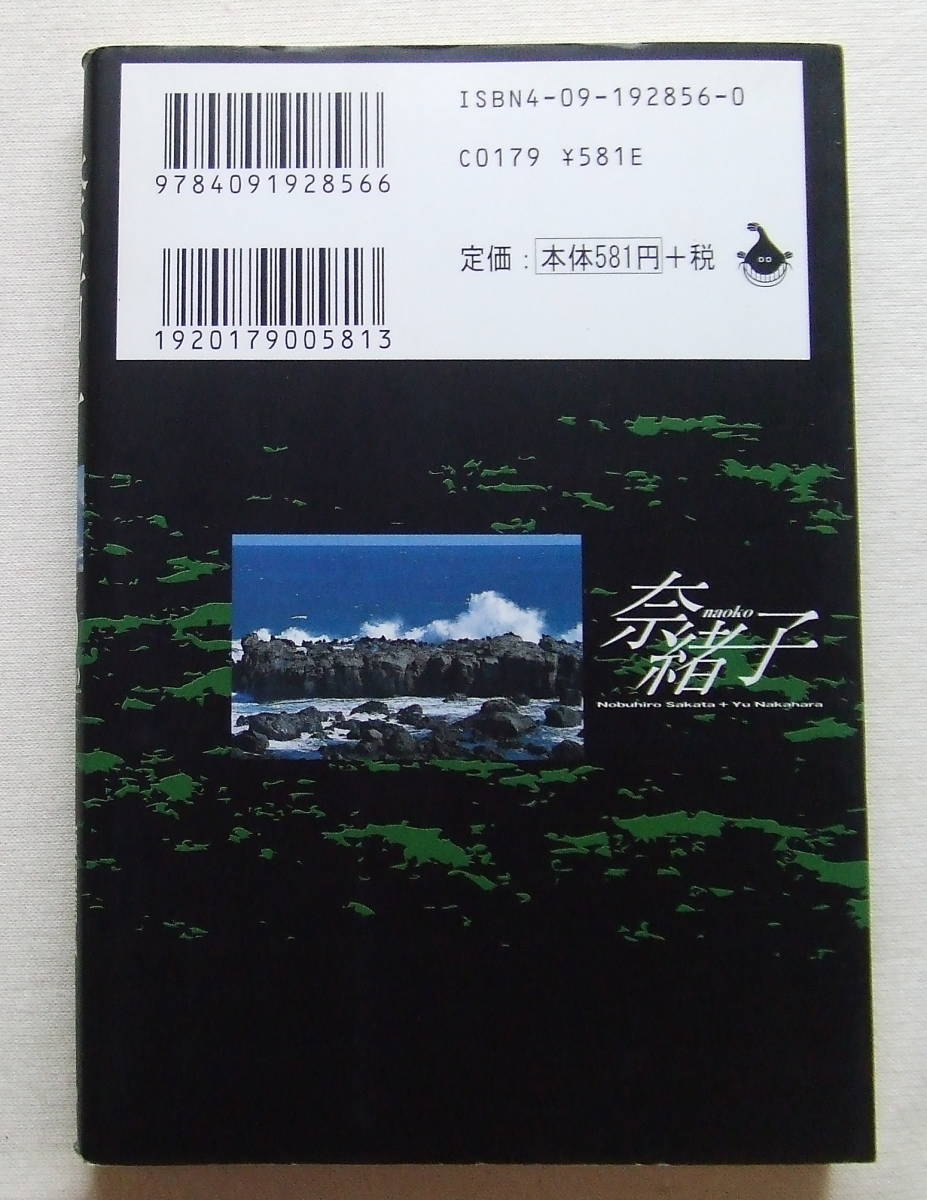 ISBN4-09-192856-0
9784091928566
C0179 ¥581E
定価：本体581円+税
1920179005813
奈緒子
naoko
Nobuhiro Sakata + Yu Nakahara